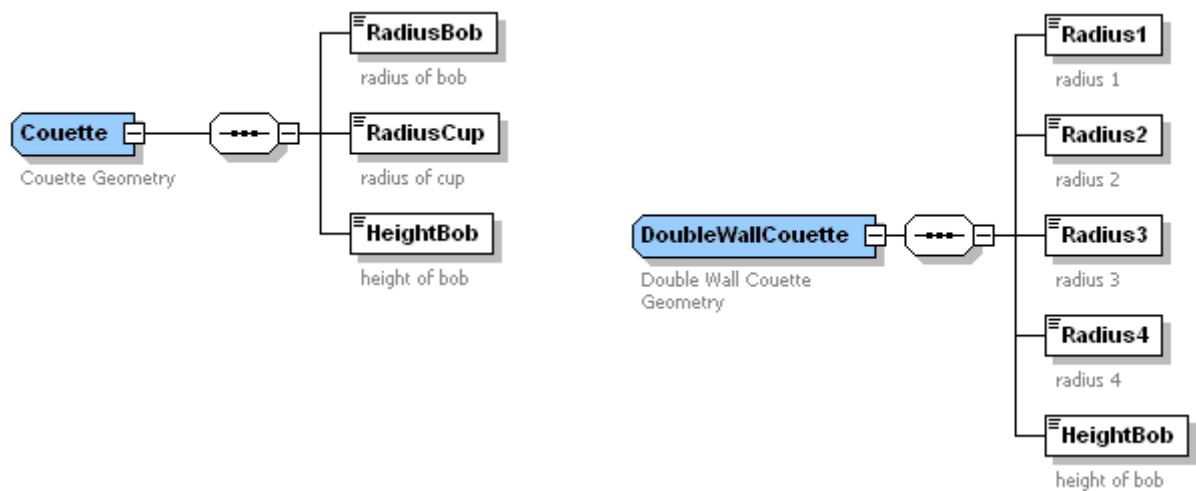 Couette
Couette Geometry
RadiusBob
radius of bob
RadiusCup
radius of cup
HeightBob
height of bob
DoubleWallCouette
Double Wall Couette
Geometry
Radius1
radius 1
Radius2
radius 2
Radius3
radius 3
Radius4
radius 4
HeightBob
height of bob